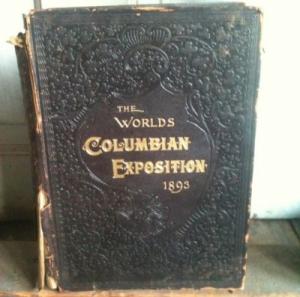 THE
WORLDS
COLUMBIAN
EXPOSITION
1893